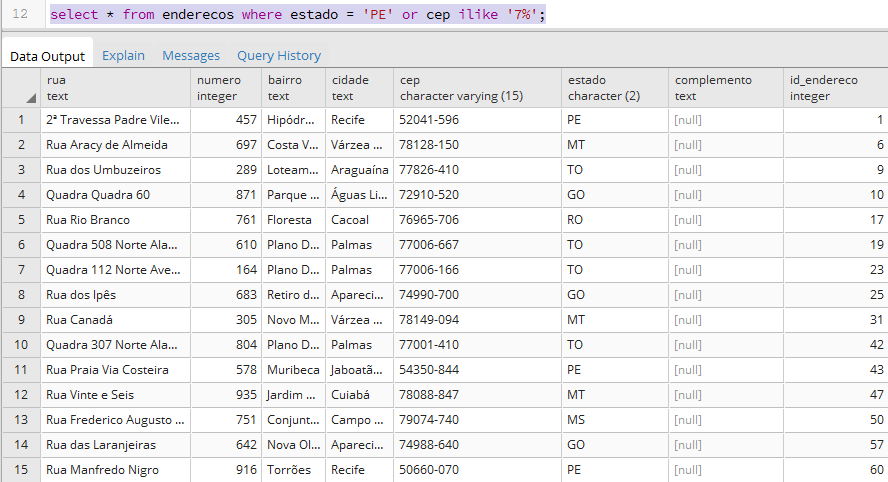 12 select * from enderecos where estado = 'PE' or cep ilike '7%';
Data Output Explain Messages Query History
rua numero bairro cidade cep estado complemento id_endereco
text integer text text character varying (15) character (2) text integer
1 2ª Travessa Padre Vile... 457 Hipódr... Recife 52041-596 PE [null] 1
2 Rua Aracy de Almeida 697 Costa V... Várzea ... 78128-150 MT [null] 6
3 Rua dos Umbuzeiros 289 Loteam... Araguaína 77826-410 TO [null] 9
4 Quadra Quadra 60 871 Parque ... Águas Li... 72910-520 GO [null] 10
5 Rua Rio Branco 761 Floresta Cacoal 76965-706 RO [null] 17
6 Quadra 508 Norte Ala... 610 Plano D... Palmas 77006-667 TO [null] 19
7 Quadra 112 Norte Ave... 164 Plano D... Palmas 77006-166 TO [null] 23
8 Rua dos Ipês 683 Retiro d... Apareci... 74990-700 GO [null] 25
9 Rua Canadá 305 Novo M... Várzea ... 78149-094 MT [null] 31
10 Quadra 307 Norte Ala... 804 Plano D... Palmas 77001-410 TO [null] 42
11 Rua Praia Via Costeira 578 Muribeca Jaboatã... 54350-844 PE [null] 43
12 Rua Vinte e Seis 935 Jardim ... Cuiabá 78088-847 MT [null] 47
13 Rua Frederico Augusto ... 751 Conjunt... Campo ... 79074-740 MS [null] 50
14 Rua das Laranjeiras 642 Nova Ol... Apareci... 74988-640 GO [null] 57
15 Rua Manfredo Nigro 916 Torrões Recife 50660-070 PE [null] 60